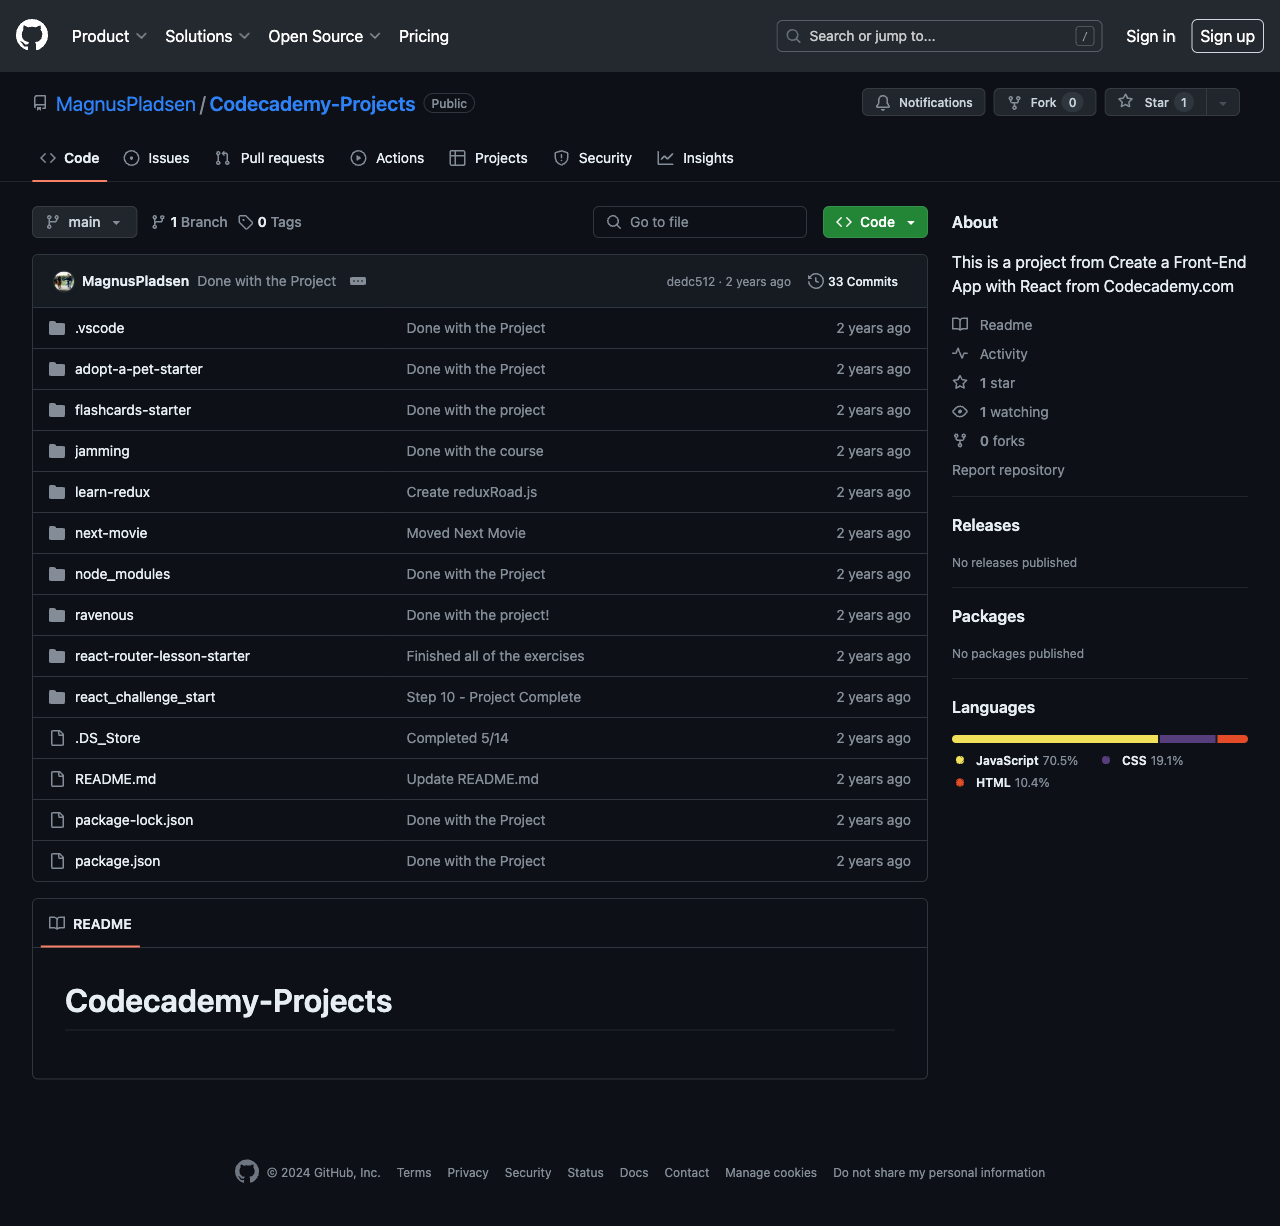 Product Solutions Open Source Pricing Search or jump to... / Sign in Sign up
MagnusPladsen / Codecademy-Projects Public Notifications Fork 0 Star 1
Code Issues Pull requests Actions Projects Security Insights
main 1 Branch 0 Tags Go to file Code
MagnusPladsen Done with the Project dedc512 · 2 years ago 33 Commits
.vscode Done with the Project 2 years ago
adopt-a-pet-starter Done with the Project 2 years ago
flashcards-starter Done with the project 2 years ago
jamming Done with the course 2 years ago
learn-redux Create reduxRoad.js 2 years ago
next-movie Moved Next Movie 2 years ago
node_modules Done with the Project 2 years ago
ravenous Done with the project! 2 years ago
react-router-lesson-starter Finished all of the exercises 2 years ago
react_challenge_start Step 10 - Project Complete 2 years ago
.DS_Store Completed 5/14 2 years ago
README.md Update README.md 2 years ago
package-lock.json Done with the Project 2 years ago
package.json Done with the Project 2 years ago
README
Codecademy-Projects
About
This is a project from Create a Front-End
App with React from Codecademy.com
Readme
Activity
1 star
1 watching
0 forks
Report repository
Releases
No releases published
Packages
No packages published
Languages
JavaScript 70.5% CSS 19.1%
HTML 10.4%
© 2024 GitHub, Inc. Terms Privacy Security Status Docs Contact Manage cookies Do not share my personal information